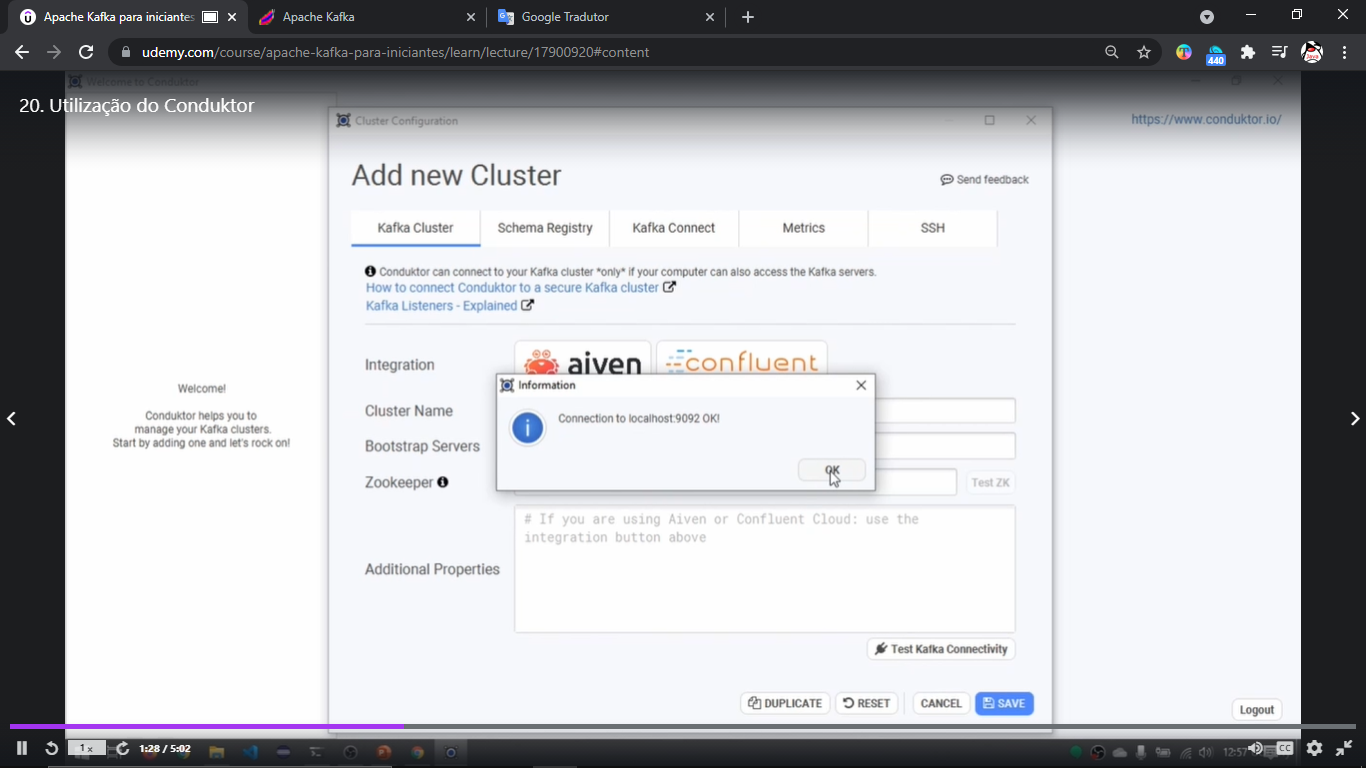 Apache Kafka para iniciantes
Apache Kafka
Google Tradutor
udemy.com/course/apache-kafka-para-iniciantes/learn/lecture/17900920#content
440
Welcome to Conduktor
20. Utilização do Conduktor
Cluster Configuration
https://www.conduktor.io/
Add new Cluster
Send feedback
Kafka Cluster
Schema Registry
Kafka Connect
Metrics
SSH
Conduktor can connect to your Kafka cluster *only* if your computer can also access the Kafka servers.
How to connect Conduktor to a secure Kafka cluster
Kafka Listeners - Explained
Integration
aiven
confluent
Information
Connection to localhost:9092 OK!
OK
Welcome!
Conduktor helps you to
manage your Kafka clusters.
Start by adding one and let's rock on!
Cluster Name
Bootstrap Servers
Zookeeper
Test ZK
# If you are using Aiven or Confluent Cloud: use the
integration button above
Additional Properties
Test Kafka Connectivity
DUPLICATE
RESET
CANCEL
SAVE
Logout
1x
1:28 / 5:02
12:57
CC